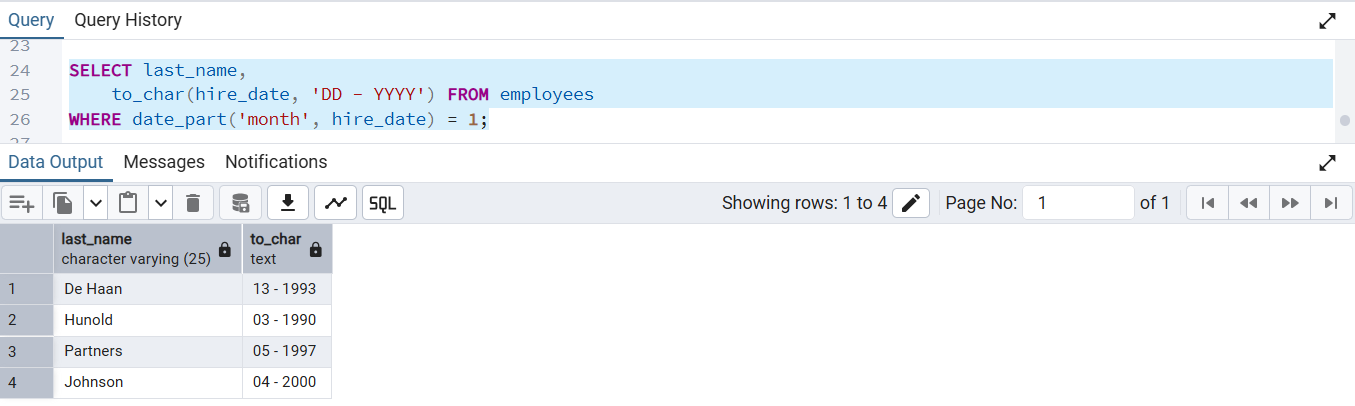 Query Query History
23
24 SELECT last_name,
25 to_char(hire_date, 'DD - YYYY') FROM employees
26 WHERE date_part('month', hire_date) = 1;
27
Data Output Messages Notifications
SQL Showing rows: 1 to 4 Page No: 1 of 1
last_name to_char
character varying (25) text
1 De Haan 13 - 1993
2 Hunold 03 - 1990
3 Partners 05 - 1997
4 Johnson 04 - 2000